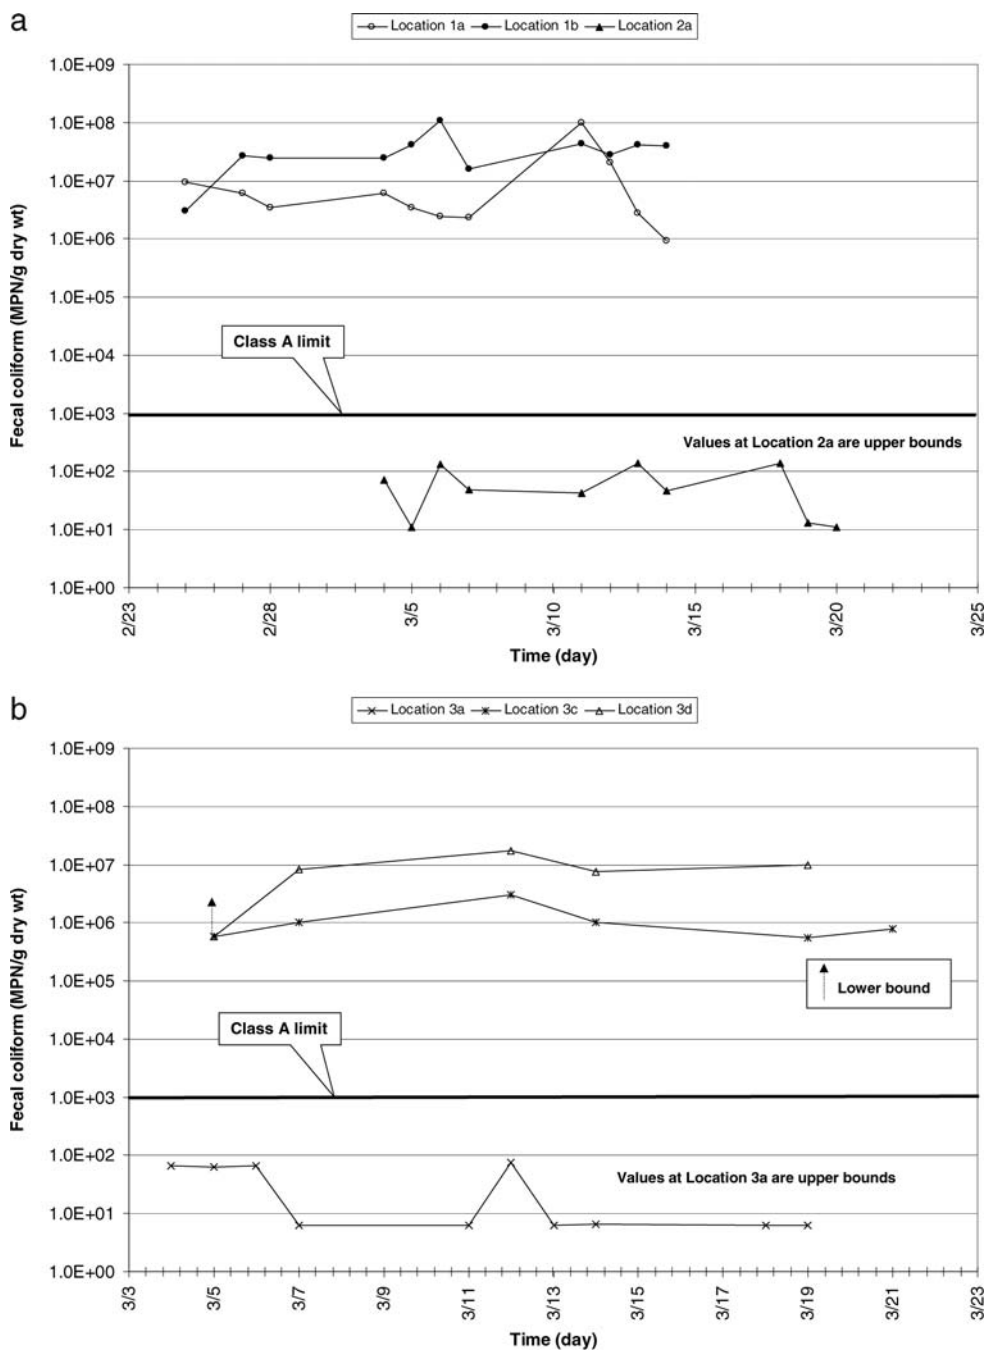 a
Location 1a Location 1b Location 2a
1.0E+09
1.0E+08
1.0E+07
1.0E+06
1.0E+05
1.0E+04
1.0E+03
1.0E+02
1.0E+01
1.0E+00
Fecal coliform (MPN/g dry wt)
Class A limit
Values at Location 2a are upper bounds
2/23 2/28 3/5 3/10 3/15 3/20 3/25
Time (day)
b
Location 3a Location 3c Location 3d
1.0E+09
1.0E+08
1.0E+07
1.0E+06
1.0E+05
1.0E+04
1.0E+03
1.0E+02
1.0E+01
1.0E+00
Fecal coliform (MPN/g dry wt)
Lower bound
Class A limit
Values at Location 3a are upper bounds
3/3 3/5 3/7 3/9 3/11 3/13 3/15 3/17 3/19 3/21 3/23
Time (day)